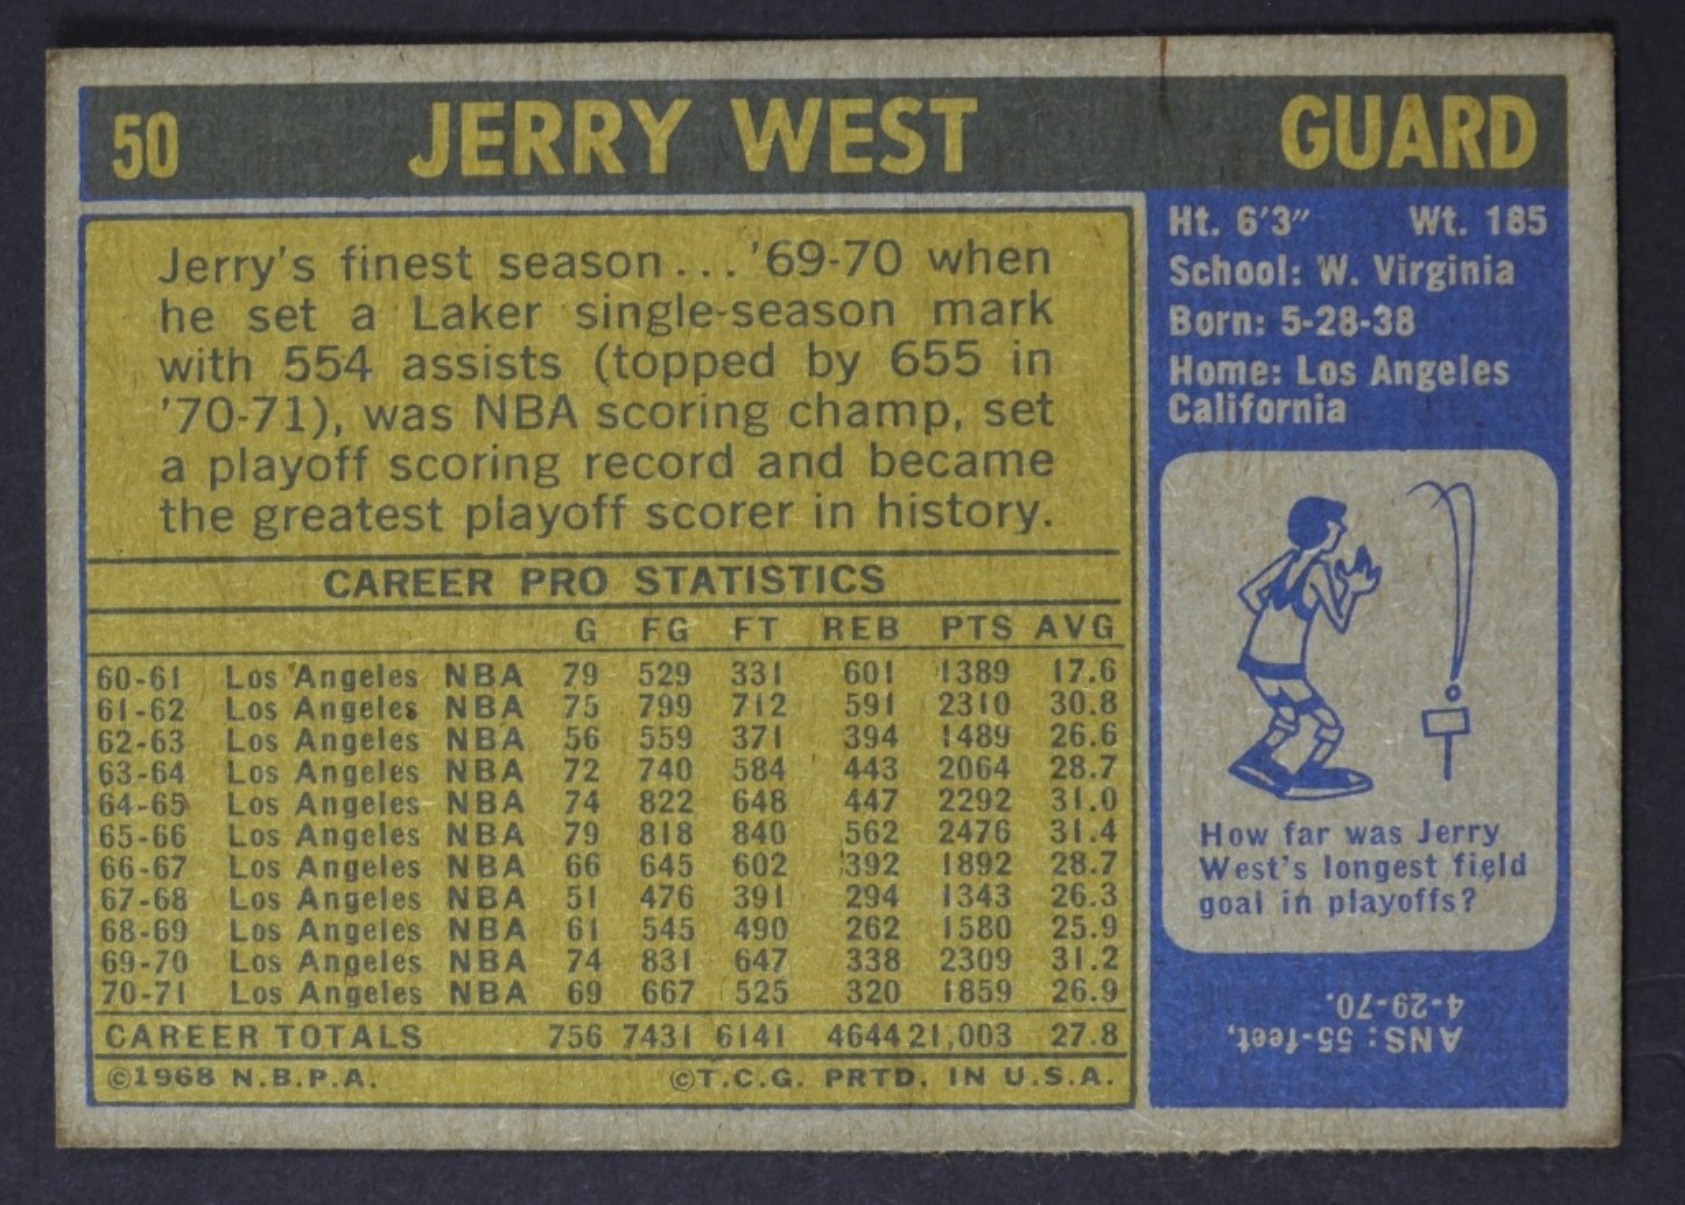 50 JERRY WEST GUARD
Jerry's finest season... '69-70 when
he set a Laker single-season mark
with 554 assists (topped by 655 in
'70-71), was NBA scoring champ, set
a playoff scoring record and became
the greatest playoff scorer in history.
CAREER PRO STATISTICS
G FG FT REB PTS AVG
60-61 Los Angeles NBA 79 529 331 601 1389 17.6
61-62 Los Angeles NBA 75 799 712 591 2310 30.8
62-63 Los Angeles NBA 56 559 371 394 1489 26.6
63-64 Los Angeles NBA 72 740 584 443 2064 28.7
64-65 Los Angeles NBA 74 822 648 447 2292 31.0
65-66 Los Angeles NBA 79 818 840 562 2476 31.4
66-67 Los Angeles NBA 66 645 602 392 1892 28.7
67-68 Los Angeles NBA 51 476 391 294 1343 26.3
68-69 Los Angeles NBA 61 545 490 262 1580 25.9
69-70 Los Angeles NBA 74 831 647 338 2309 31.2
70-71 Los Angeles NBA 69 667 525 320 1859 26.9
CAREER TOTALS 756 7431 6141 4644 21,003 27.8
©1968 N.B.P.A. ©T.C.G. PRTD. IN U.S.A.
Ht. 6'3" Wt. 185
School: W. Virginia
Born: 5-28-38
Home: Los Angeles
California
How far was Jerry
West's longest field
goal in playoffs?
ANS: 55-feet,
4-29-70.